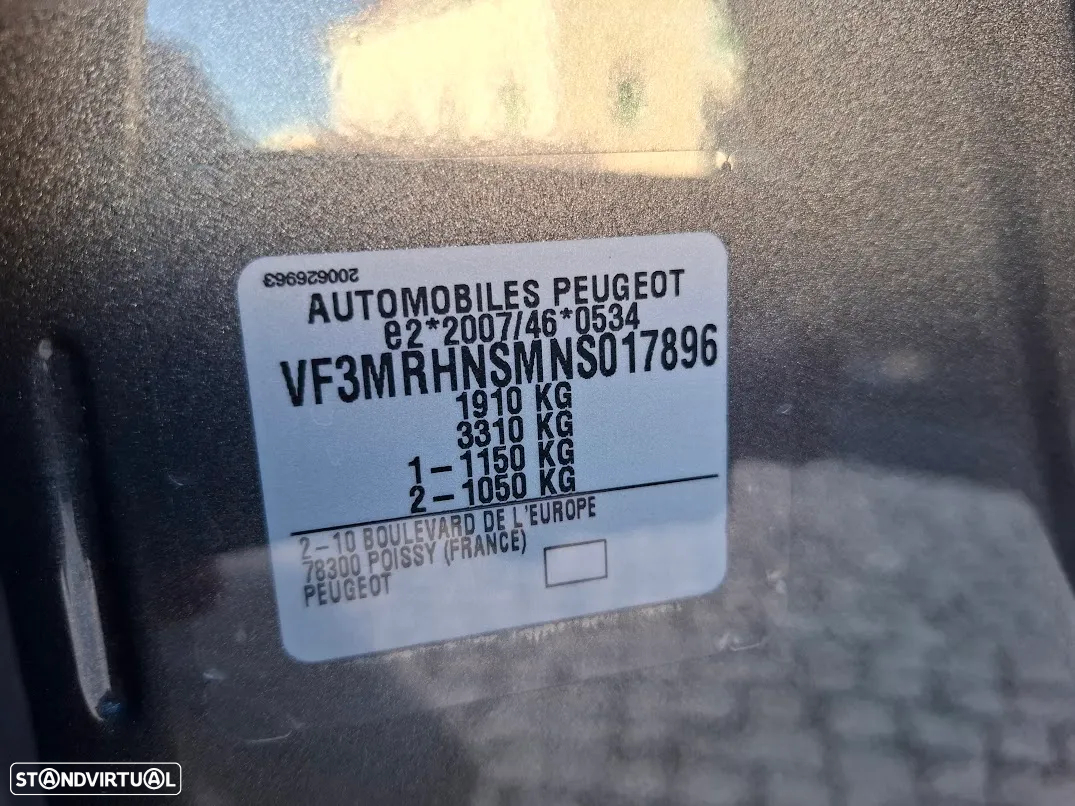 200626963
AUTOMOBILES PEUGEOT
e2*2007/46*0534
VF3MRHNSMNS017896
1910 KG
3310 KG
1-1150 KG
2-1050 KG
2-10 BOULEVARD DE L'EUROPE
78300 POISSY (FRANCE)
PEUGEOT
STANDVIRTUAL